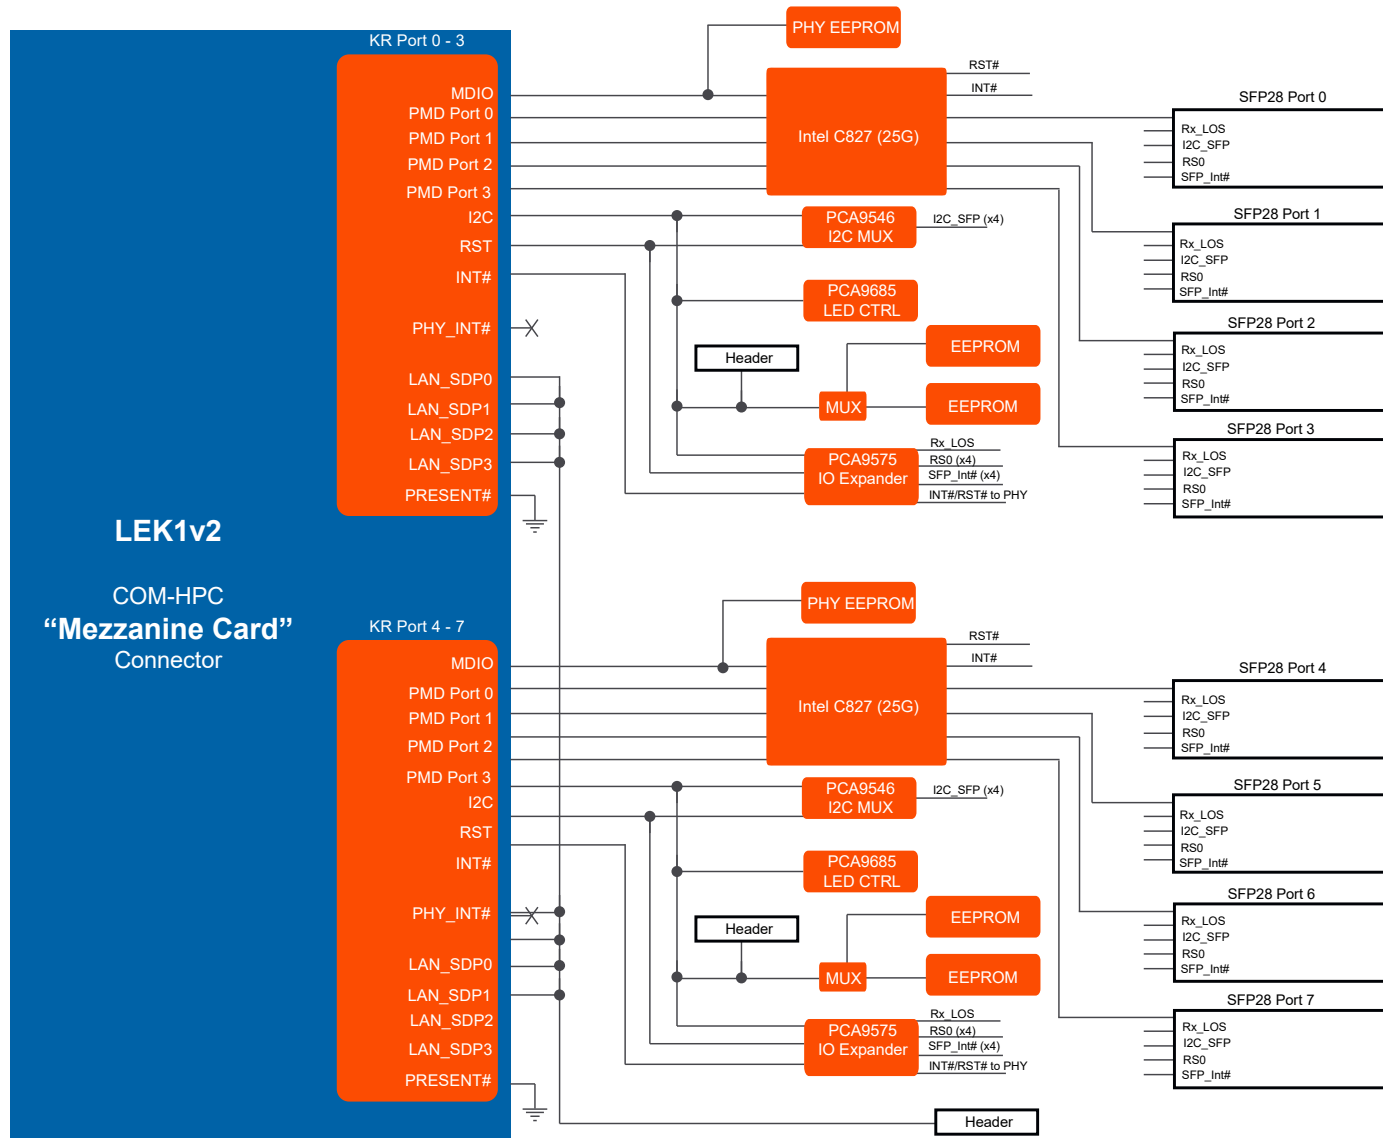 KR Port 0 - 3
MDIO
PMD Port 0
PMD Port 1
PMD Port 2
PMD Port 3
I2C
RST
INT#
PHY_INT#
LAN_SDP0
LAN_SDP1
LAN_SDP2
LAN_SDP3
PRESENT#
PHY EEPROM
Intel C827 (25G)
RST#
INT#
PCA9546
I2C MUX
I2C_SFP (x4)
PCA9685
LED CTRL
Header
MUX
EEPROM
EEPROM
PCA9575
IO Expander
Rx_LOS
RS0 (x4)
SFP_Int# (x4)
INT#/RST# to PHY
SFP28 Port 0
Rx_LOS
I2C_SFP
RS0
SFP_Int#
SFP28 Port 1
Rx_LOS
I2C_SFP
RS0
SFP_Int#
SFP28 Port 2
Rx_LOS
I2C_SFP
RS0
SFP_Int#
SFP28 Port 3
Rx_LOS
I2C_SFP
RS0
SFP_Int#
LEK1v2
COM-HPC
“Mezzanine Card”
Connector
KR Port 4 - 7
MDIO
PMD Port 0
PMD Port 1
PMD Port 2
PMD Port 3
I2C
RST
INT#
PHY_INT#
LAN_SDP0
LAN_SDP1
LAN_SDP2
LAN_SDP3
PRESENT#
PHY EEPROM
Intel C827 (25G)
RST#
INT#
PCA9546
I2C MUX
I2C_SFP (x4)
PCA9685
LED CTRL
Header
MUX
EEPROM
EEPROM
PCA9575
IO Expander
Rx_LOS
RS0 (x4)
SFP_Int# (x4)
INT#/RST# to PHY
SFP28 Port 4
Rx_LOS
I2C_SFP
RS0
SFP_Int#
SFP28 Port 5
Rx_LOS
I2C_SFP
RS0
SFP_Int#
SFP28 Port 6
Rx_LOS
I2C_SFP
RS0
SFP_Int#
SFP28 Port 7
Rx_LOS
I2C_SFP
RS0
SFP_Int#
Header